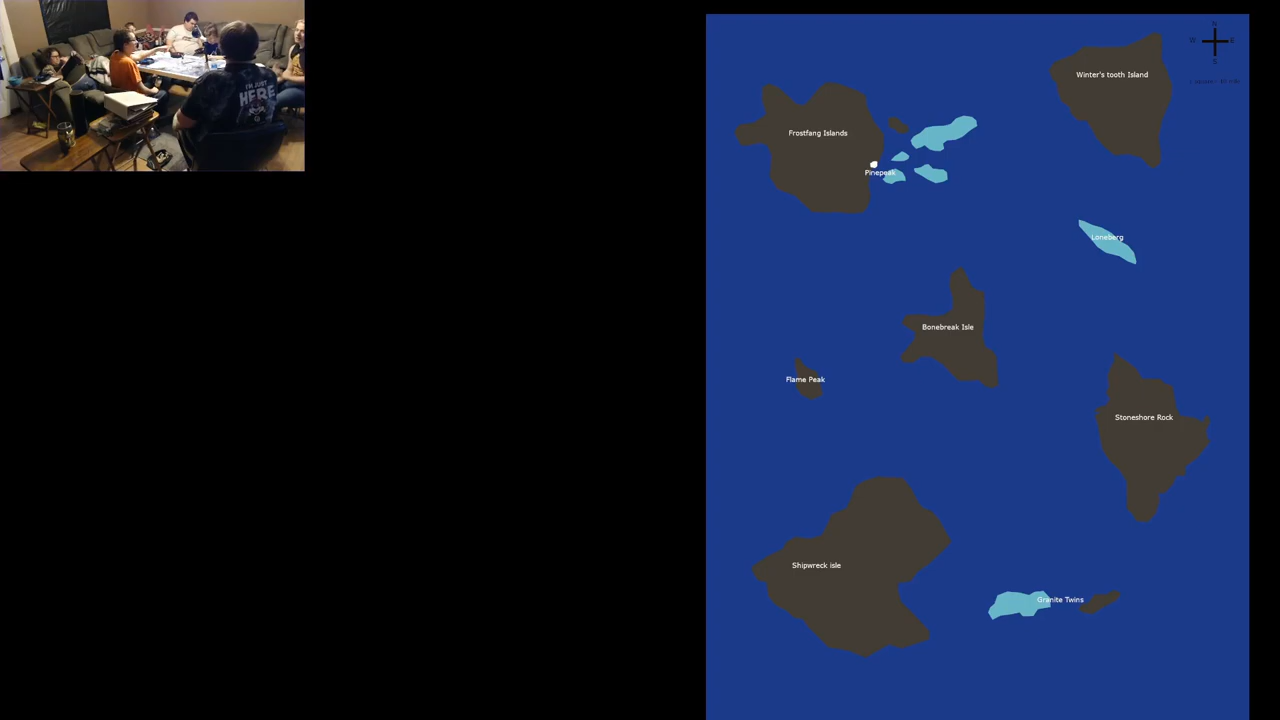 I'M JUST
HERE
N
W E
S
Winter's tooth Island
Frostfang Islands
Pinepeak
Loneberg
Bonebreak Isle
Flame Peak
Stoneshore Rock
Shipwreck isle
Granite Twins